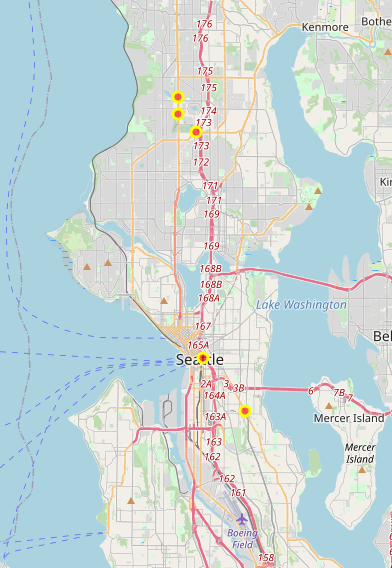 176
Kenmore
Bothe
176
175
175
174
173
173
172
171
Kir
171
169
169
168B
168B
168A
Lake Washington
167
165A
Bel
Seattle
2A
3
3B
6
7B
7
164A
163A
Mercer Island
163
162
Mercer
Island
162
161
Boeing
Field
158